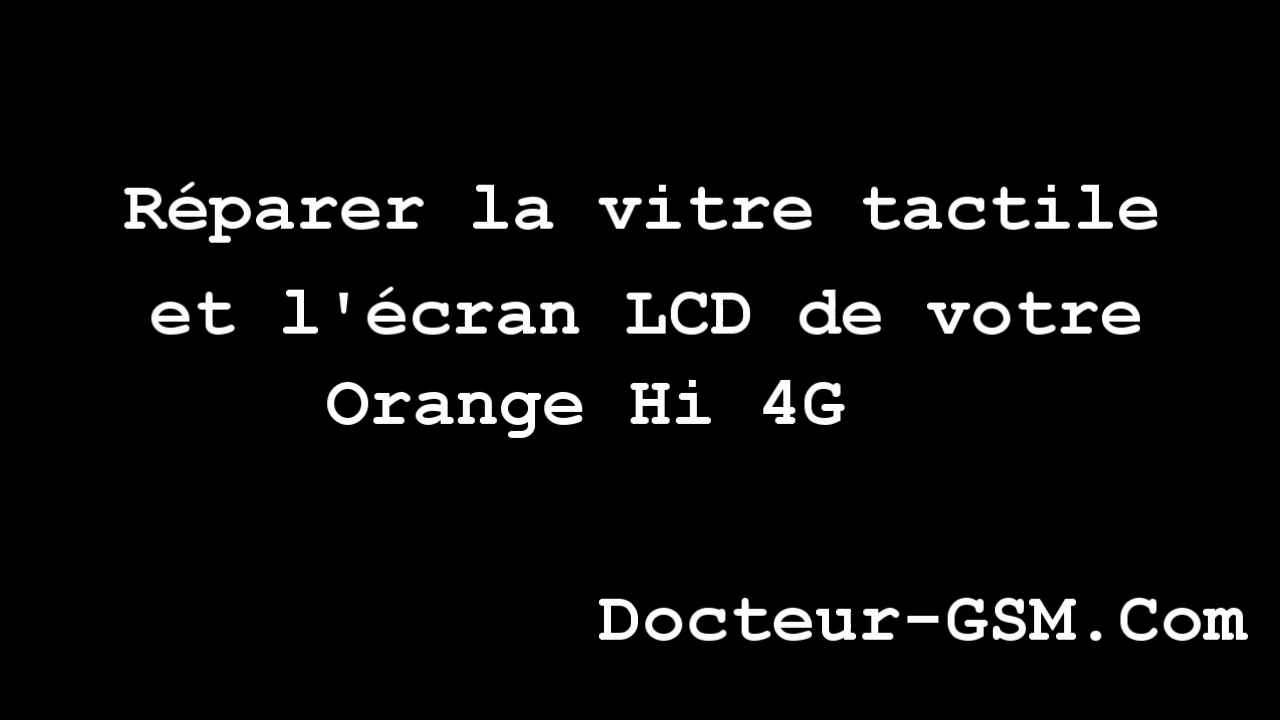 Réparer la vitre tactile
et l'écran LCD de votre
Orange Hi 4G
Docteur-GSM.Com